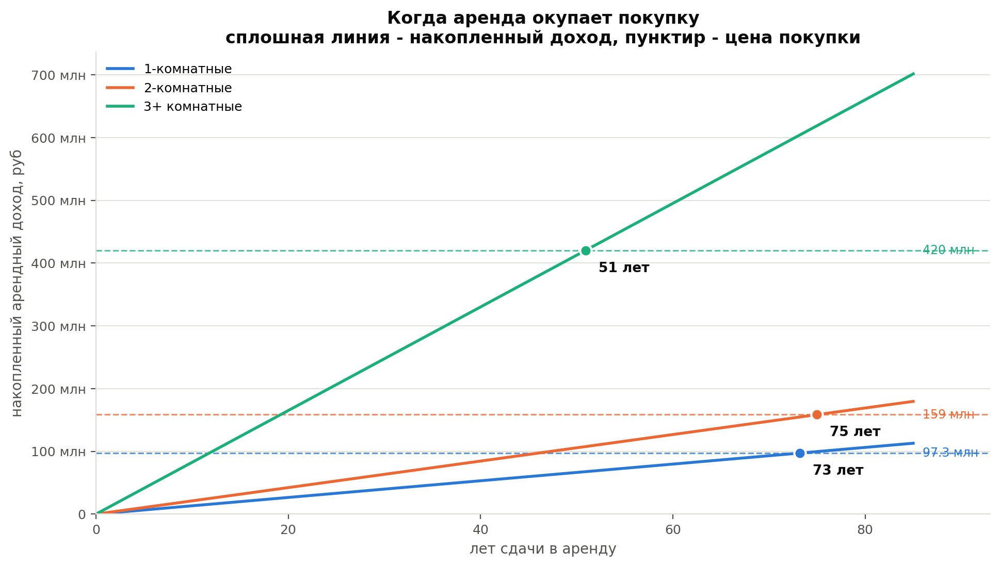 Когда аренда окупает покупку
сплошная линия - накопленный доход, пунктир - цена покупки
1-комнатные
2-комнатные
3+ комнатные
накопленный арендный доход, руб
700 млн
600 млн
500 млн
400 млн
300 млн
200 млн
100 млн
0
420 млн
51 лет
159 млн
75 лет
97.3 млн
73 лет
0
20
40
60
80
лет сдачи в аренду